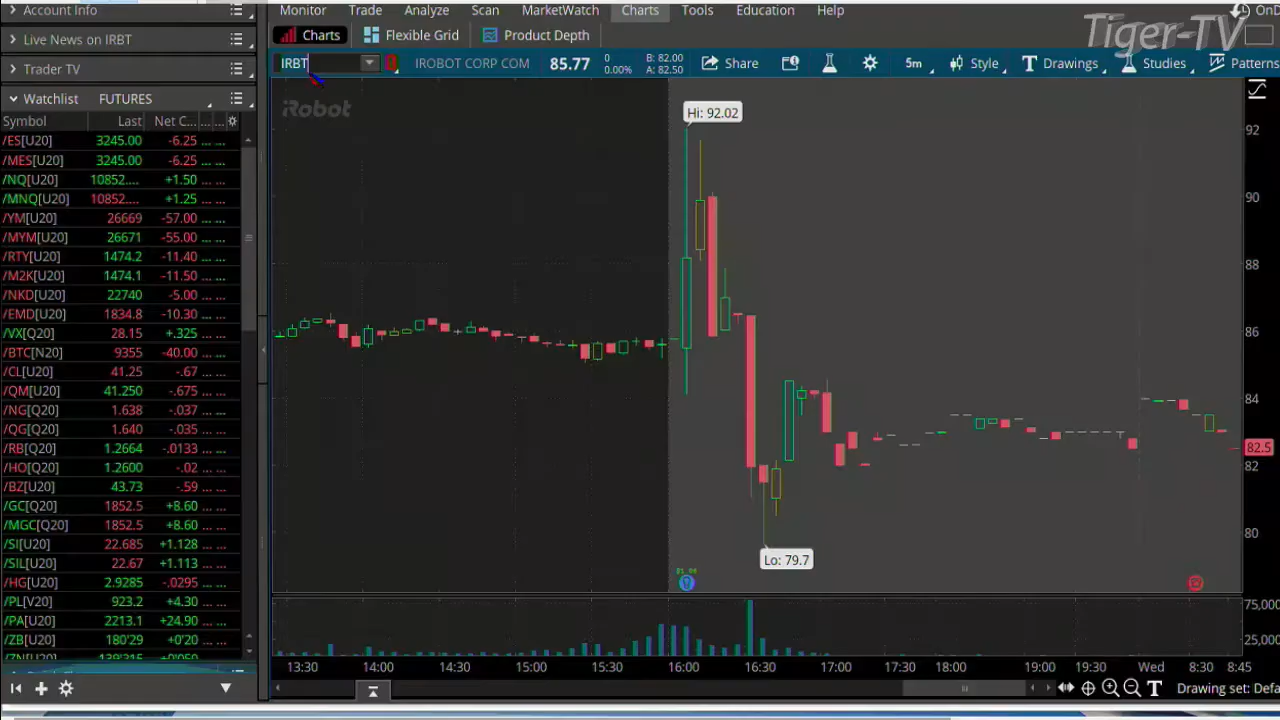 Account Info
Monitor Trade Analyze Scan MarketWatch Charts Tools Education Help OnD
Tiger-TV
Live News on IRBT
Charts Flexible Grid Product Depth
Trader TV
IRBT IROBOT CORP COM 85.77 0 0.00% B: 82.00 A: 82.50 Share 5m Style Drawings Studies Patterns
Watchlist FUTURES
Symbol Last Net C... ... ...
/ES[U20] 3245.00 -6.25 ... ...
/MES[U20] 3245.00 -6.25 ... ...
/NQ[U20] 10852.... +1.50 ... ...
/MNQ[U20] 10852.... +1.25 ... ...
/YM[U20] 26669 -57.00 ... ...
/MYM[U20] 26671 -55.00 ... ...
/RTY[U20] 1474.2 -11.40 ... ...
/M2K[U20] 1474.1 -11.50 ... ...
/NKD[U20] 22740 -5.00 ... ...
/EMD[U20] 1834.8 -10.30 ... ...
/VX[Q20] 28.15 +.325 ... ...
/BTC[N20] 9355 -40.00 ... ...
/CL[U20] 41.25 -.67 ... ...
/QM[U20] 41.250 -.675 ... ...
/NG[Q20] 1.638 -.037 ... ...
/QG[Q20] 1.640 -.035 ... ...
/RB[Q20] 1.2664 -.0133 ... ...
/HO[Q20] 1.2600 -.02 ... ...
/BZ[U20] 43.73 -.59 ... ...
/GC[Q20] 1852.5 +8.60 ... ...
/MGC[Q20] 1852.5 +8.60 ... ...
/SI[U20] 22.685 +1.128 ... ...
/SIL[U20] 22.67 +1.113 ... ...
/HG[U20] 2.9285 -.0295 ... ...
/PL[V20] 923.2 +4.30 ... ...
/PA[U20] 2213.1 +24.90 ... ...
/ZB[U20] 180'29 +0'20 ... ...
iRobot
Hi: 92.02
Lo: 79.7
92
90
88
86
84
82.5
82
80
75,000
25,000
13:30 14:00 14:30 15:00 15:30 16:00 16:30 17:00 17:30 18:00 19:00 19:30 Wed 8:30 8:45
Drawing set: Defa